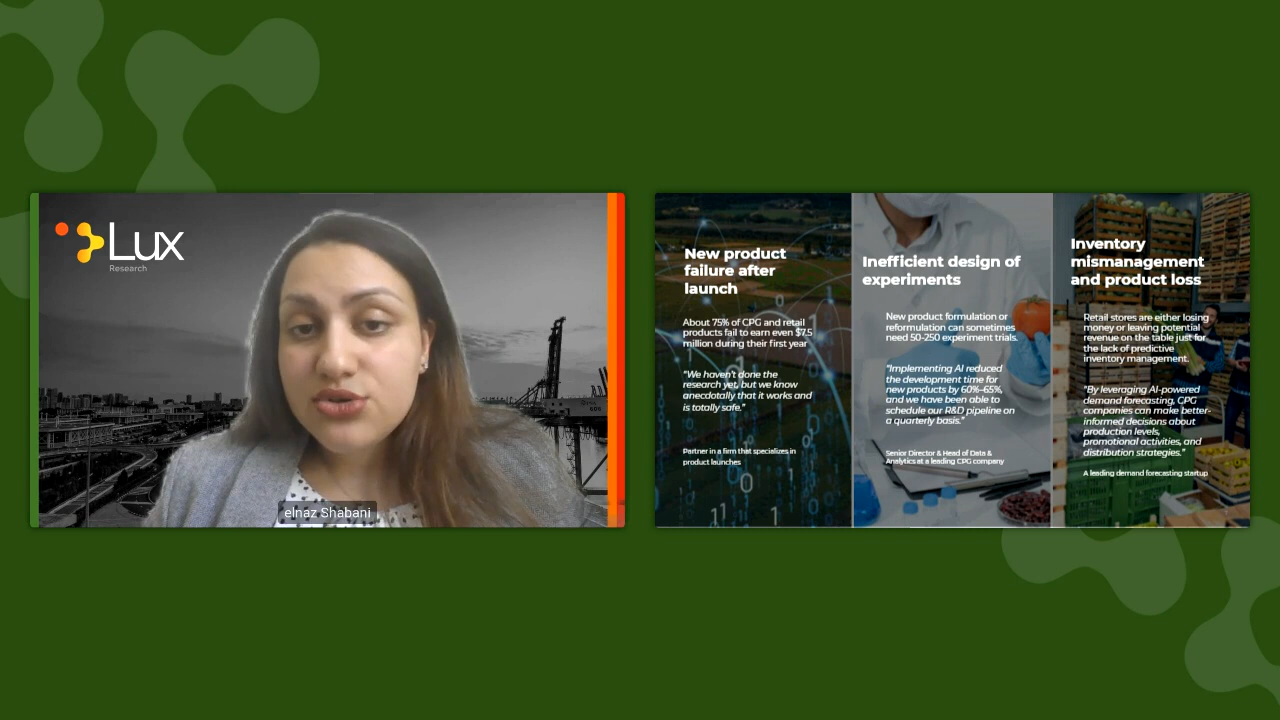 Lux
Research
elnaz Shabani
New product
failure after
launch
About 75% of CPG and retail
products fail to earn even $7.5
million during their first year
"We haven't done the
research yet, but we know
anecdotally that it works and
is totally safe."
Partner in a firm that specializes in
product launches
Inefficient design of
experiments
New product formulation or
reformulation can sometimes
need 50-250 experiment trials.
"Implementing AI reduced
the development time for
new products by 60%-65%,
and we have been able to
schedule our R&D pipeline on
a quarterly basis."
Senior Director & Head of Data &
Analytics at a leading CPG company
Inventory
mismanagement
and product loss
Retail stores are either losing
money or leaving potential
revenue on the table just for
the lack of predictive
inventory management.
"By leveraging AI-powered
demand forecasting, CPG
companies can make better-
informed decisions about
production levels,
promotional activities, and
distribution strategies."
A leading demand forecasting startup